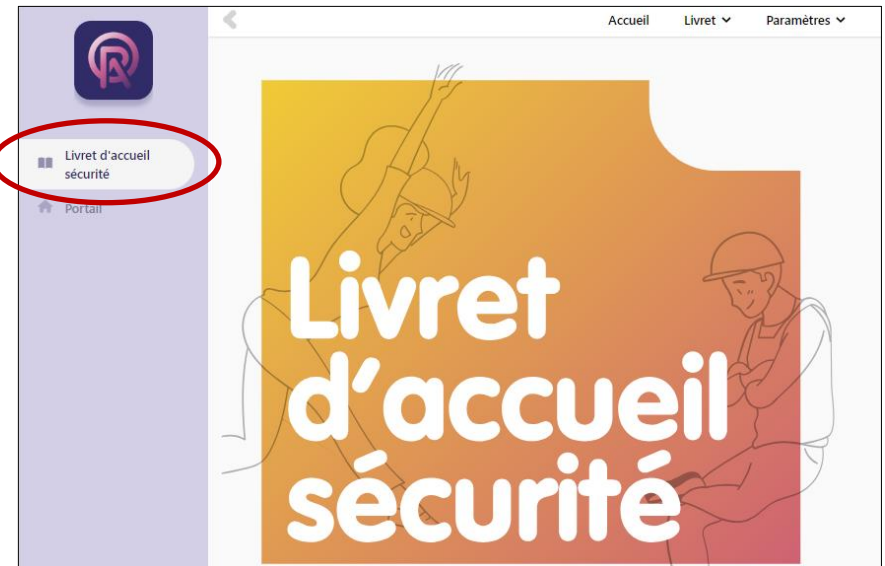 Accueil Livret Paramètres
Livret d'accueil
sécurité
Portail
Livret
d'accueil
sécurité